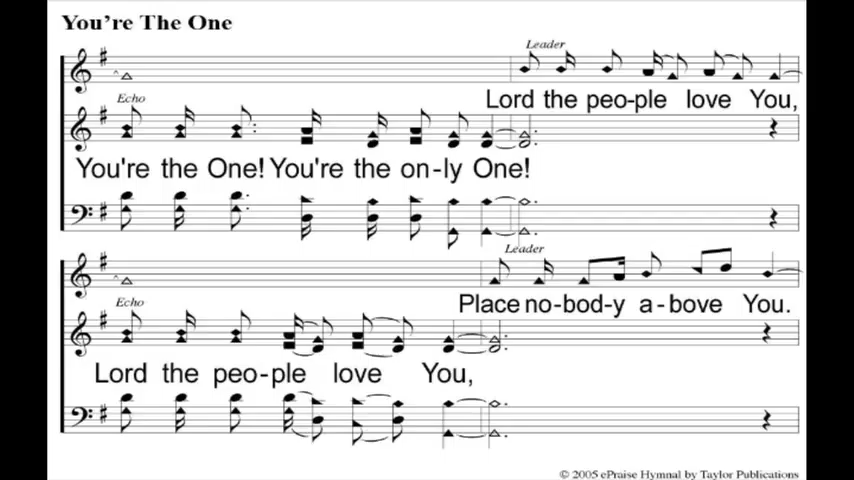 You're The One
Leader
Lord the peo-ple love You,
Echo
You're the One! You're the on-ly One!
Leader
Place no-bod-y a-bove You.
Echo
Lord the peo-ple love You,
© 2005 ePraise Hymnal by Taylor Publications